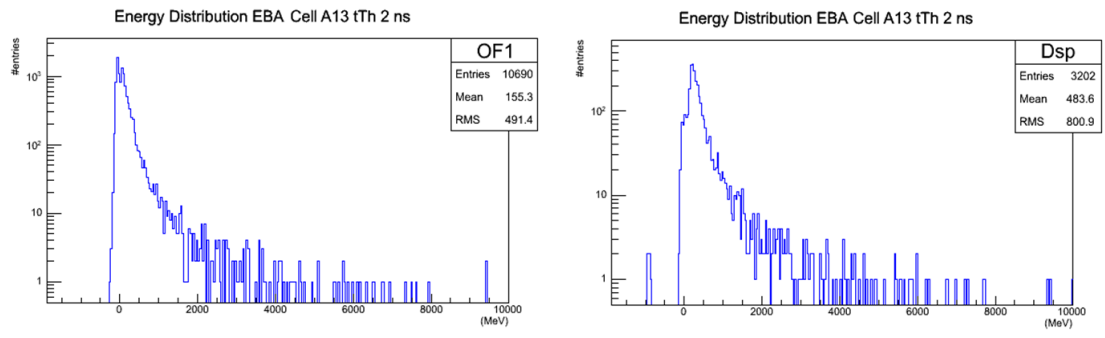 Energy Distribution EBA Cell A13 tTh 2 ns
#entries
OF1
Entries 10690
Mean 155.3
RMS 491.4
10³
10²
10
1
0 2000 4000 6000 8000 10000
(MeV)
Energy Distribution EBA Cell A13 tTh 2 ns
#entries
Dsp
Entries 3202
Mean 483.6
RMS 800.9
10²
10
1
0 2000 4000 6000 8000 10000
(MeV)